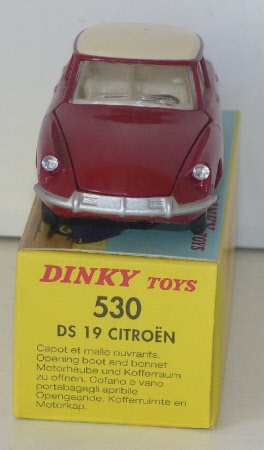 DINKY TOYS
530
DS 19 CITROËN
Capot et malle ouvrants.
Opening boot and bonnet
Motorhaube und Kofferraum
zu öffnen. Cofano e vano
portabagagli apribile
Opengaande. Kofferruimte en
Motorkap.